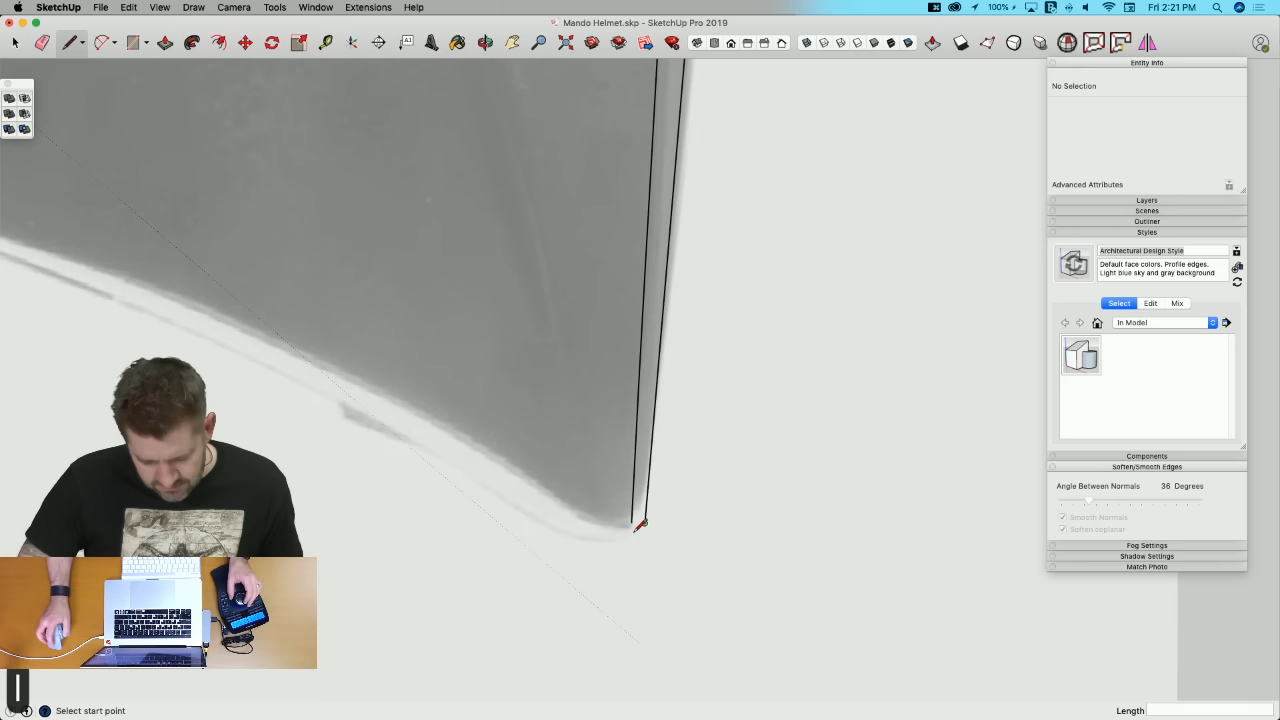 SketchUp File Edit View Draw Camera Tools Window Extensions Help
100% Fri 2:21 PM
Mando Helmet.skp - SketchUp Pro 2019
A1
Entity Info
No Selection
Advanced Attributes
Layers
Scenes
Outliner
Styles
Architectural Design Style
Default face colors. Profile edges.
Light blue sky and gray background
Select Edit Mix
In Model
Components
Soften/Smooth Edges
Angle Between Normals 36 Degrees
Smooth Normals
Soften coplanar
Fog Settings
Shadow Settings
Match Photo
Select start point
Length